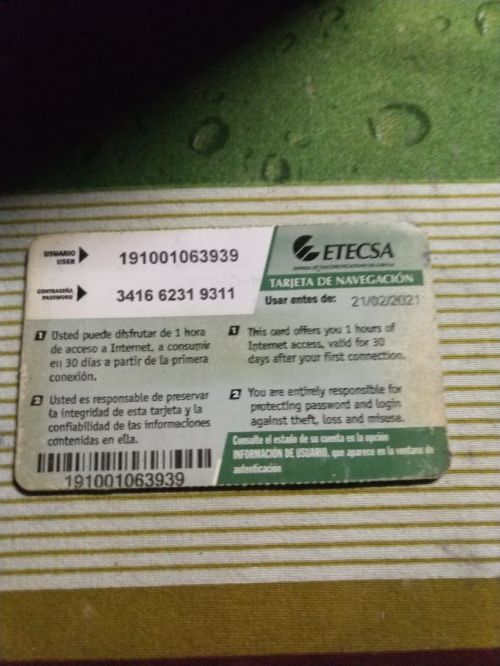 USUARIO
USER
191001063939
CONTRASEÑA
PASSWORD
3416 6231 9311
ETECSA
TARJETA DE NAVEGACIÓN
Usar antes de: 21/02/2021
1 Usted puede disfrutar de 1 hora
de acceso a Internet, a consumir
en 30 días a partir de la primera
conexión.
2 Usted es responsable de preservar
la integridad de esta tarjeta y la
confiabilidad de las informaciones
contenidas en ella.
1 This card offers you 1 hours of
Internet access, valid for 30
days after your first connection.
2 You are entirely responsible for
protecting password and login
against theft, loss and misuse.
191001063939
Consulte el estado de su cuenta en la opción
INFORMACIÓN DE USUARIO, que aparece en la ventana de
autenticación